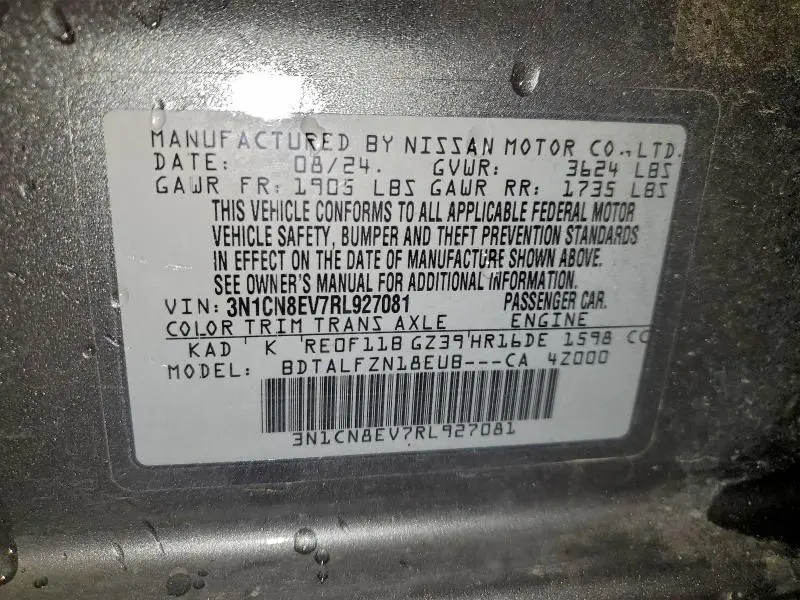 MANUFACTURED BY NISSAN MOTOR CO., LTD.
DATE: 08/24. GVWR: 3624 LBS
GAWR FR: 1905 LBS GAWR RR: 1735 LBS
THIS VEHICLE CONFORMS TO ALL APPLICABLE FEDERAL MOTOR
VEHICLE SAFETY, BUMPER AND THEFT PREVENTION STANDARDS
IN EFFECT ON THE DATE OF MANUFACTURE SHOWN ABOVE.
SEE OWNER'S MANUAL FOR ADDITIONAL INFORMATION.
VIN: 3N1CN8EV7RL927081 PASSENGER CAR.
COLOR TRIM TRANS AXLE ENGINE
KAD K RE0F11B GZ39 HR16DE 1598 CC
MODEL: BDTALFZN18EUB---CA 4Z000
3N1CN8EV7RL927081